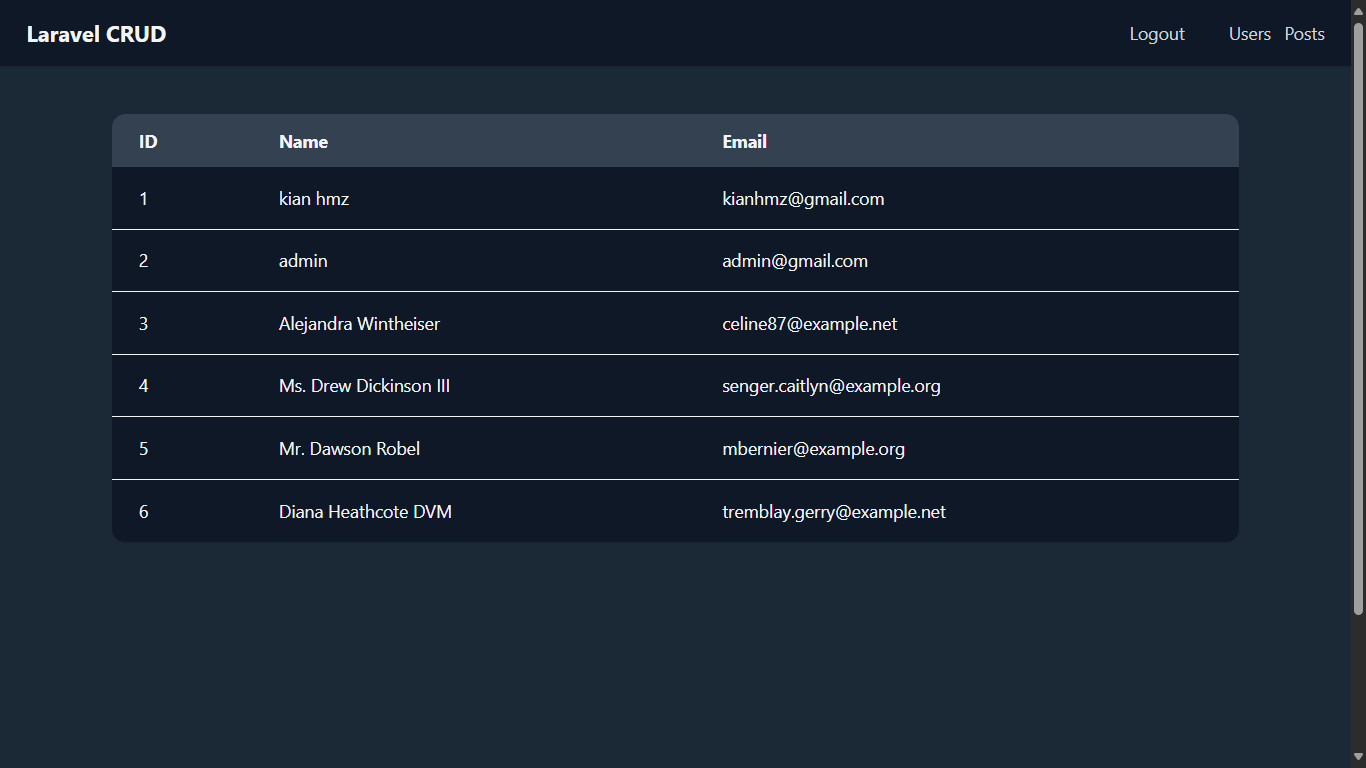 Laravel CRUD Logout Users Posts
ID Name Email
1 kian hmz kianhmz@gmail.com
2 admin admin@gmail.com
3 Alejandra Wintheiser celine87@example.net
4 Ms. Drew Dickinson III senger.caitlyn@example.org
5 Mr. Dawson Robel mbernier@example.org
6 Diana Heathcote DVM tremblay.gerry@example.net